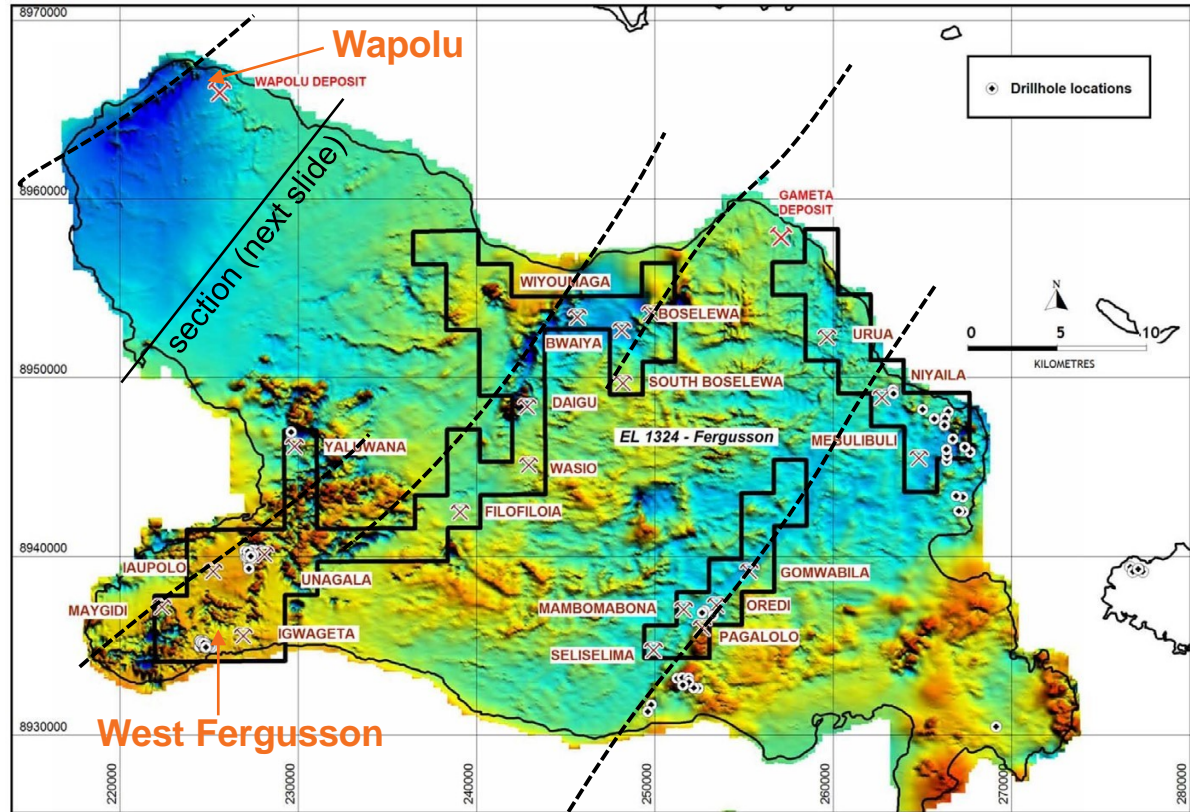 8970000
Wapolu
WAPOLU DEPOSIT
Drillhole locations
section (next slide)
8960000
GAMETA
DEPOSIT
WIYOUMAGA
BOSELEWA
BWAIYA
URUA
N
0 5 10
KILOMETRES
8950000
SOUTH BOSELEWA
NIYAILA
DAIGU
EL 1324 - Fergusson
MEBULIBULI
YALUWANA
WASIO
FILOFILOIA
8940000
IAUPOLO
UNAGALA
GOMWABILA
MAYGIDI
MAMBOMABONA
OREDI
IGWAGETA
PAGALOLO
SELISELIMA
West Fergusson
8930000
220000
230000
240000
250000
260000
270000
280000